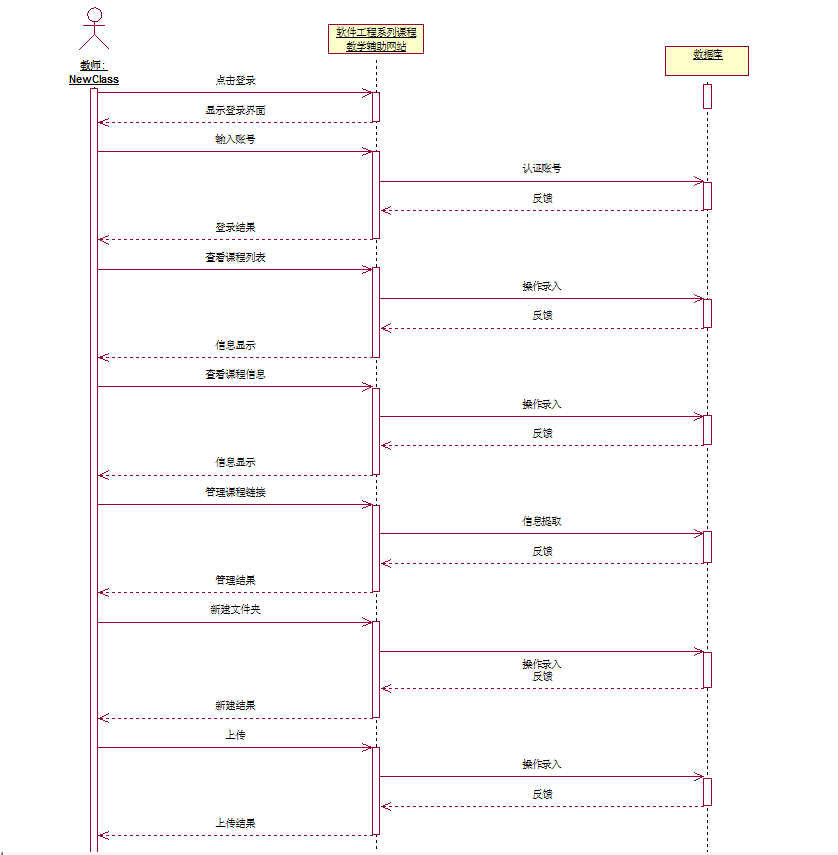 软件工程系列课程
教学辅助网站
数据库
教师：
NewClass
点击登录
显示登录界面
输入账号
认证账号
反馈
登录结果
查看课程列表
操作录入
反馈
信息显示
查看课程信息
操作录入
反馈
信息显示
管理课程链接
信息提取
反馈
管理结果
新建文件夹
操作录入
反馈
新建结果
上传
操作录入
反馈
上传结果